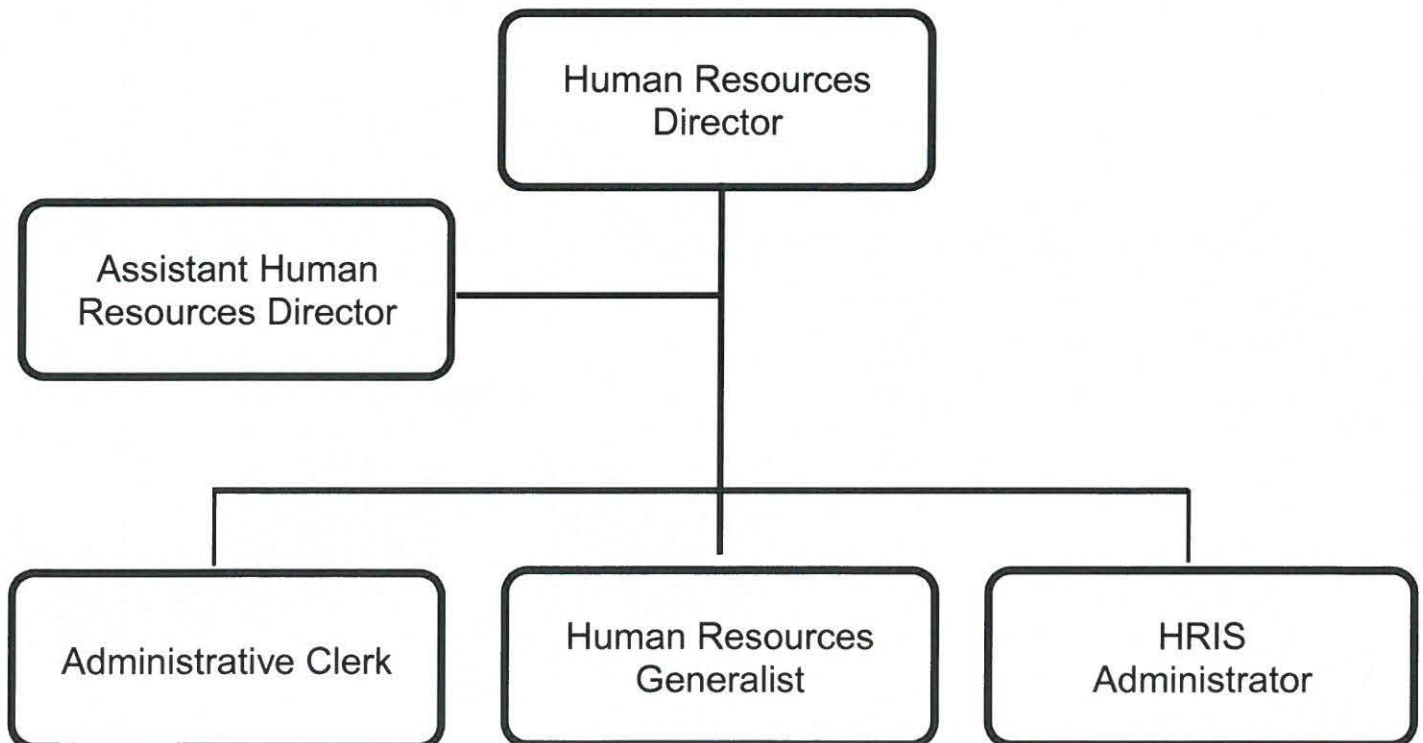 Human Resources
Director
Assistant Human
Resources Director
Administrative Clerk
Human Resources
Generalist
HRIS
Administrator